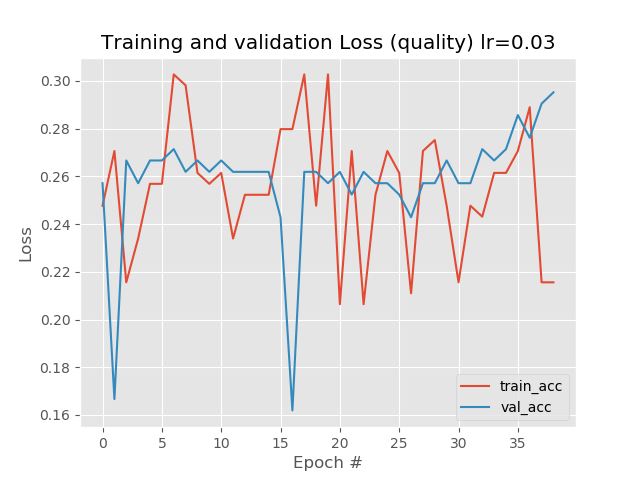 Training and validation Loss (quality) lr=0.03
Loss
0.30
0.28
0.26
0.24
0.22
0.20
0.18
0.16
0 5 10 15 20 25 30 35
Epoch #
train_acc
val_acc